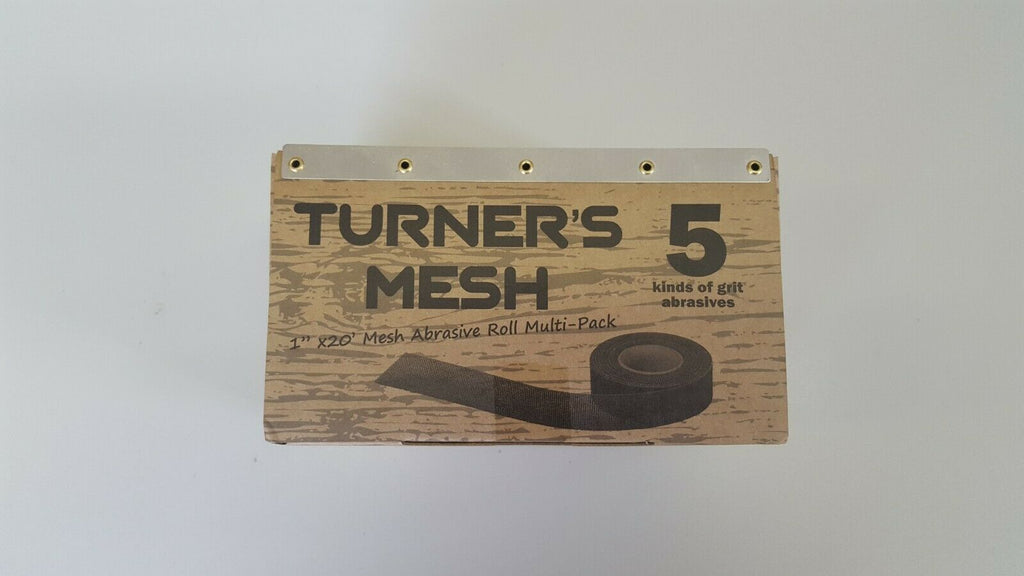 TURNER'S
MESH
5
kinds of grit
abrasives
1" x20' Mesh Abrasive Roll Multi-Pack